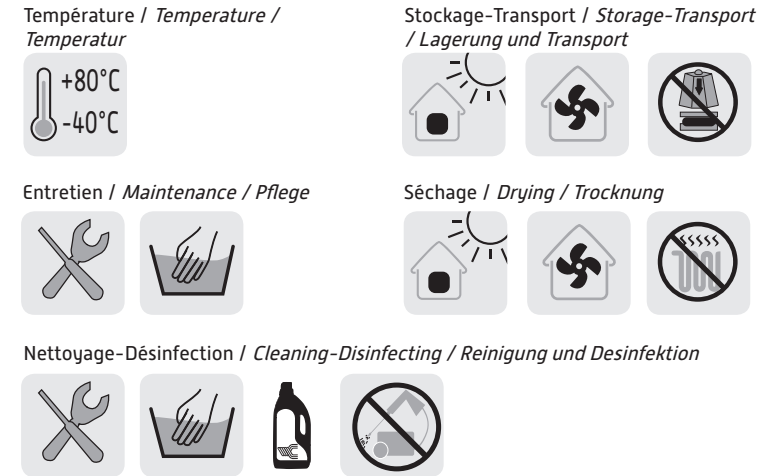 Température / Temperature /
Temperatur
+80°C
-40°C
Stockage-Transport / Storage-Transport
/ Lagerung und Transport
Entretien / Maintenance / Pflege
Séchage / Drying / Trocknung
Nettoyage-Désinfection / Cleaning-Disinfecting / Reinigung und Desinfektion